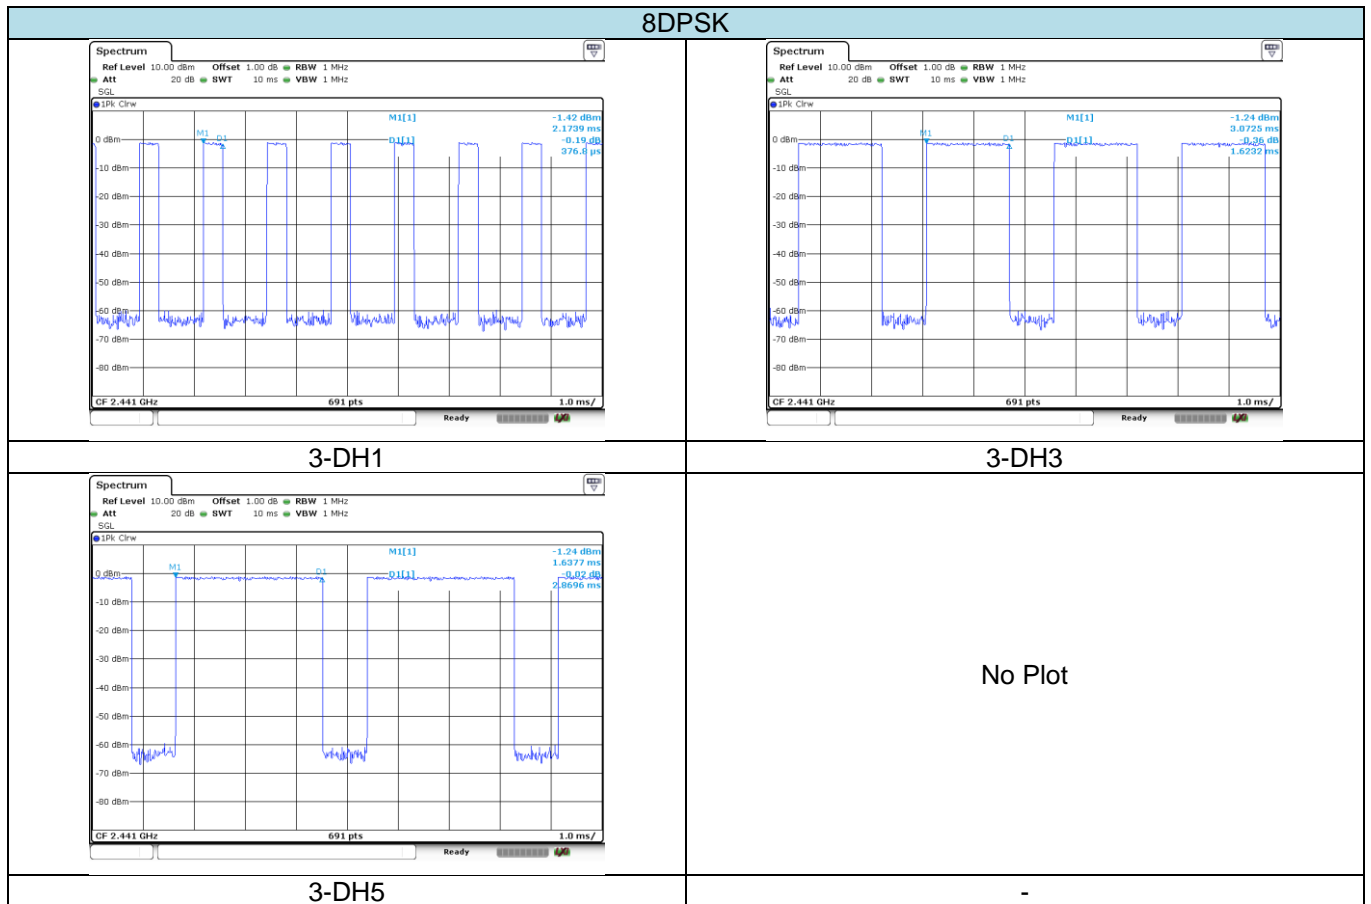 8DPSK
Spectrum
Ref Level 10.00 dBm Offset 1.00 dB RBW 1 MHz
Att 20 dB SWT 10 ms VBW 1 MHz
SGL
1Pk Clrw
M1[1] -1.42 dBm
2.1739 ms
D1[1] -0.19 dB
376.8 µs
M1 D1
0 dBm
-10 dBm
-20 dBm
-30 dBm
-40 dBm
-50 dBm
-60 dBm
-70 dBm
-80 dBm
CF 2.441 GHz 691 pts 1.0 ms/
Ready
3-DH1
Spectrum
Ref Level 10.00 dBm Offset 1.00 dB RBW 1 MHz
Att 20 dB SWT 10 ms VBW 1 MHz
SGL
1Pk Clrw
M1[1] -1.24 dBm
3.0725 ms
D1[1] -0.36 dB
1.6232 ms
M1 D1
0 dBm
-10 dBm
-20 dBm
-30 dBm
-40 dBm
-50 dBm
-60 dBm
-70 dBm
-80 dBm
CF 2.441 GHz 691 pts 1.0 ms/
Ready
3-DH3
Spectrum
Ref Level 10.00 dBm Offset 1.00 dB RBW 1 MHz
Att 20 dB SWT 10 ms VBW 1 MHz
SGL
1Pk Clrw
M1[1] -1.24 dBm
1.6377 ms
D1[1] -0.02 dB
2.8696 ms
M1 D1
0 dBm
-10 dBm
-20 dBm
-30 dBm
-40 dBm
-50 dBm
-60 dBm
-70 dBm
-80 dBm
CF 2.441 GHz 691 pts 1.0 ms/
Ready
3-DH5
No Plot
-